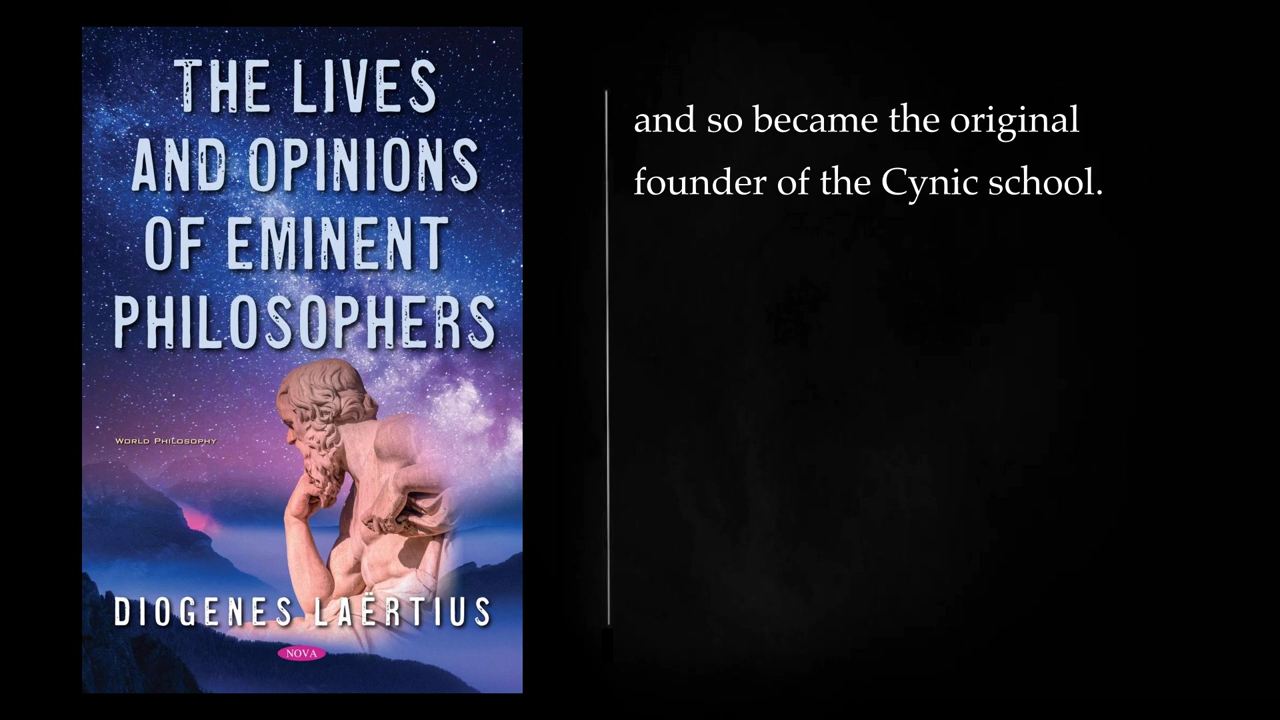 THE LIVES
AND OPINIONS
OF EMINENT
PHILOSOPHERS
WORLD PHILOSOPHY
DIOGENES LAËRTIUS
NOVA
and so became the original
founder of the Cynic school.